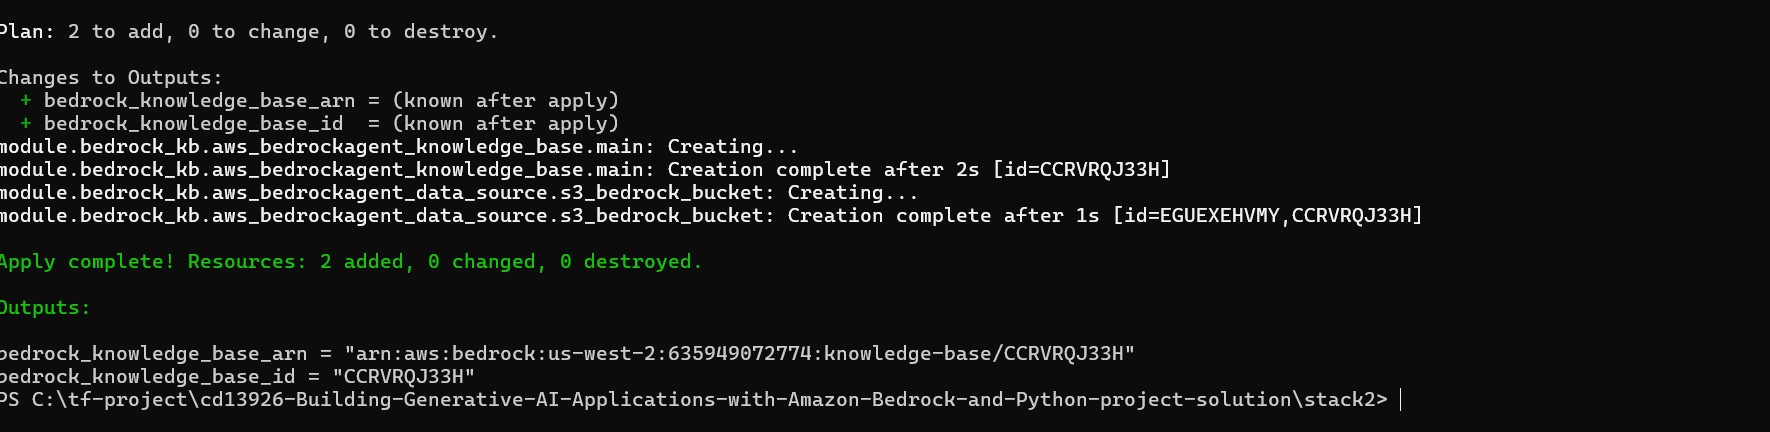 Plan: 2 to add, 0 to change, 0 to destroy.
Changes to Outputs:
+ bedrock_knowledge_base_arn = (known after apply)
+ bedrock_knowledge_base_id  = (known after apply)
module.bedrock_kb.aws_bedrockagent_knowledge_base.main: Creating...
module.bedrock_kb.aws_bedrockagent_knowledge_base.main: Creation complete after 2s [id=CCRVRQJ33H]
module.bedrock_kb.aws_bedrockagent_data_source.s3_bedrock_bucket: Creating...
module.bedrock_kb.aws_bedrockagent_data_source.s3_bedrock_bucket: Creation complete after 1s [id=EGUEXEHVMY,CCRVRQJ33H]
Apply complete! Resources: 2 added, 0 changed, 0 destroyed.
Outputs:
bedrock_knowledge_base_arn = "arn:aws:bedrock:us-west-2:635949072774:knowledge-base/CCRVRQJ33H"
bedrock_knowledge_base_id = "CCRVRQJ33H"
PS C:\tf-project\cd13926-Building-Generative-AI-Applications-with-Amazon-Bedrock-and-Python-project-solution\stack2>